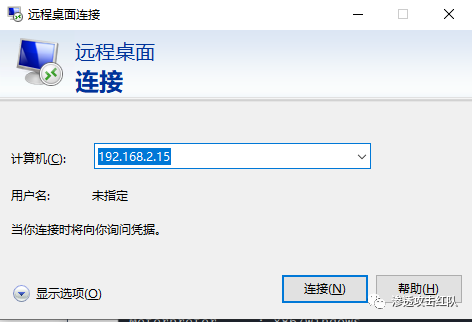 远程桌面连接
远程桌面
连接
计算机(C):
192.168.2.15
用户名:
未指定
当你连接时将向你询问凭据。
显示选项(O)
连接(N)
帮助(H)
渗透攻击红队